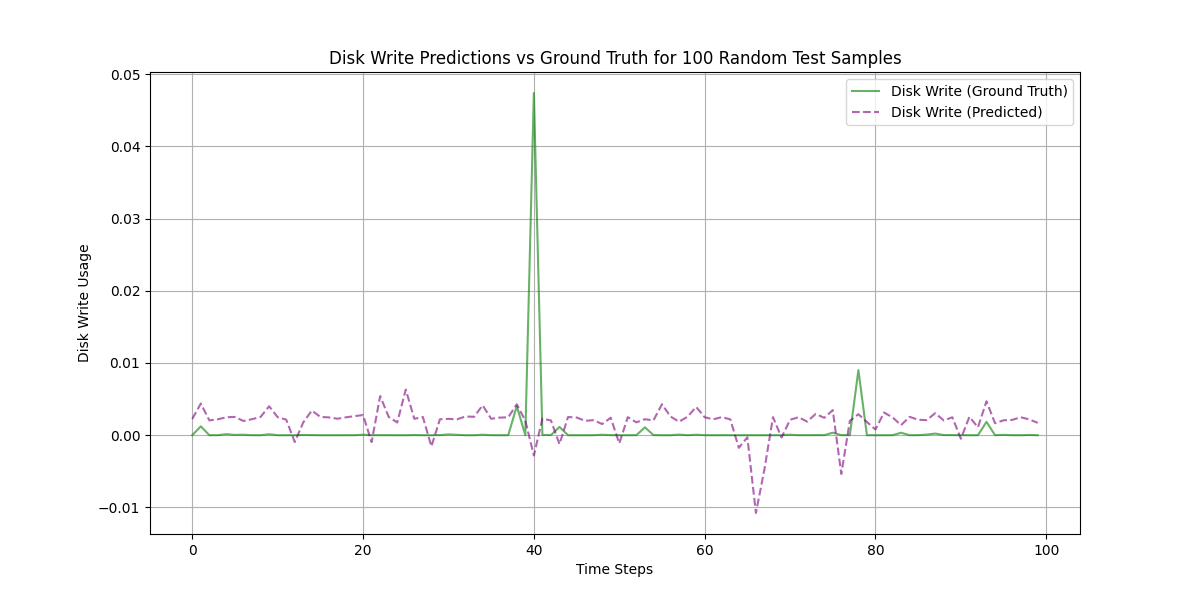 Disk Write Predictions vs Ground Truth for 100 Random Test Samples
Disk Write (Ground Truth)
Disk Write (Predicted)
Disk Write Usage
0.05
0.04
0.03
0.02
0.01
0.00
−0.01
0 20 40 60 80 100
Time Steps